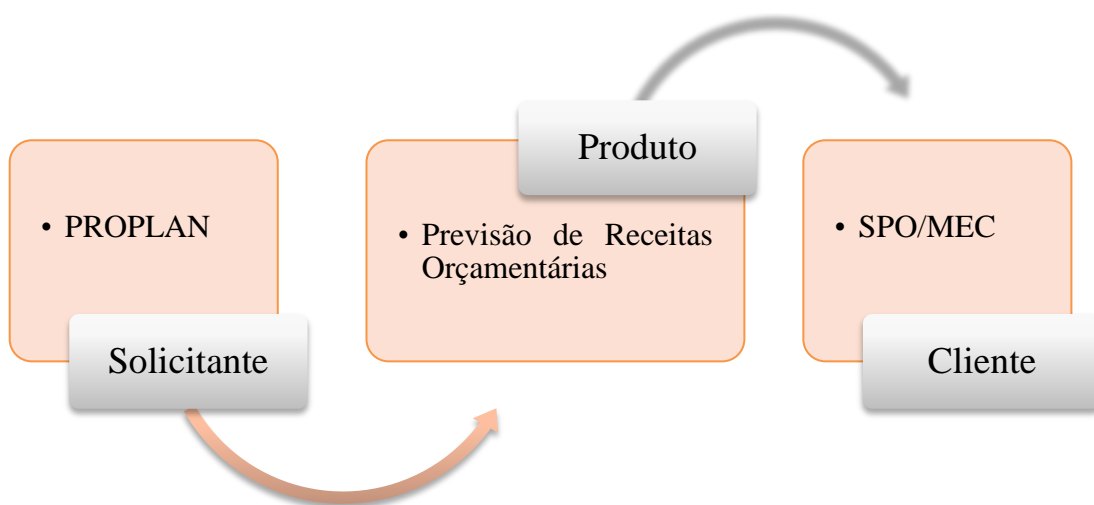 • PROPLAN
Solicitante
Produto
• Previsão de Receitas
Orçamentárias
• SPO/MEC
Cliente